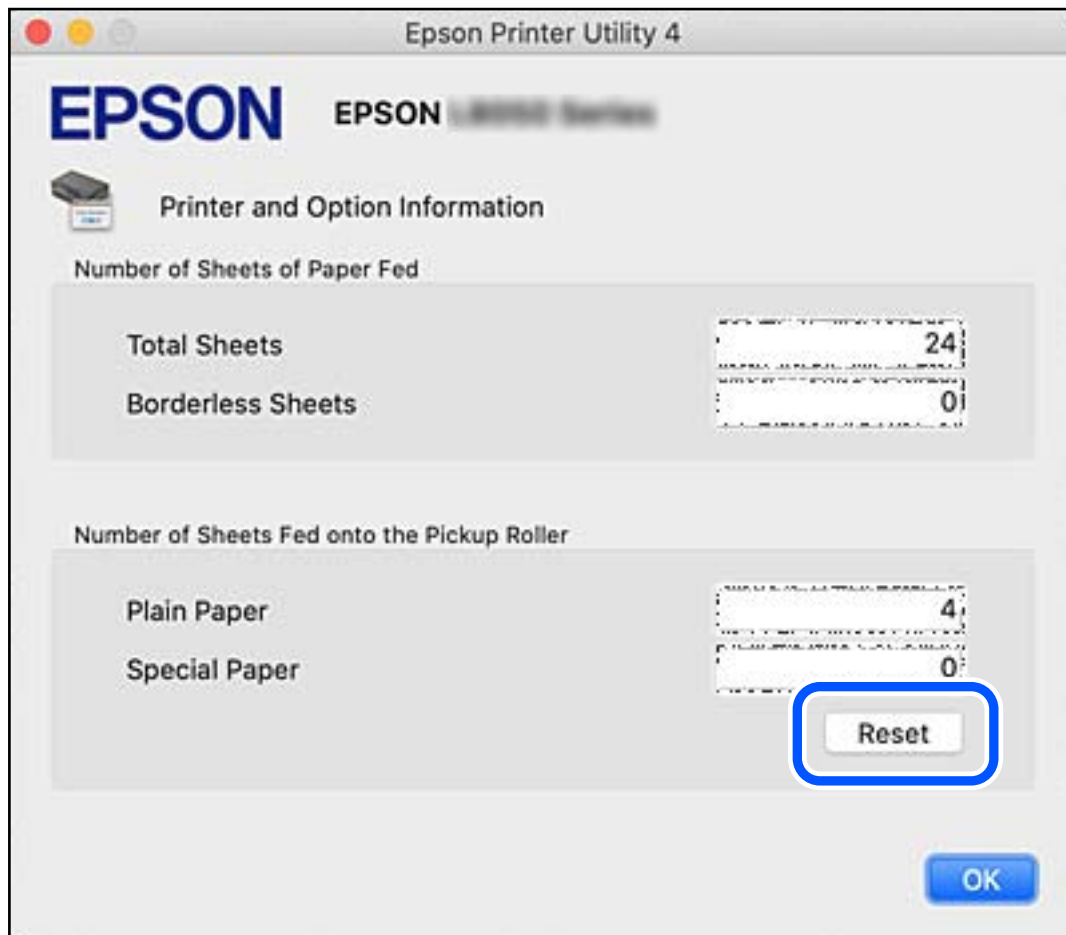 Epson Printer Utility 4
EPSON EPSON
Printer and Option Information
Number of Sheets of Paper Fed
Total Sheets 24
Borderless Sheets 0
Number of Sheets Fed onto the Pickup Roller
Plain Paper 4
Special Paper 0
Reset
OK